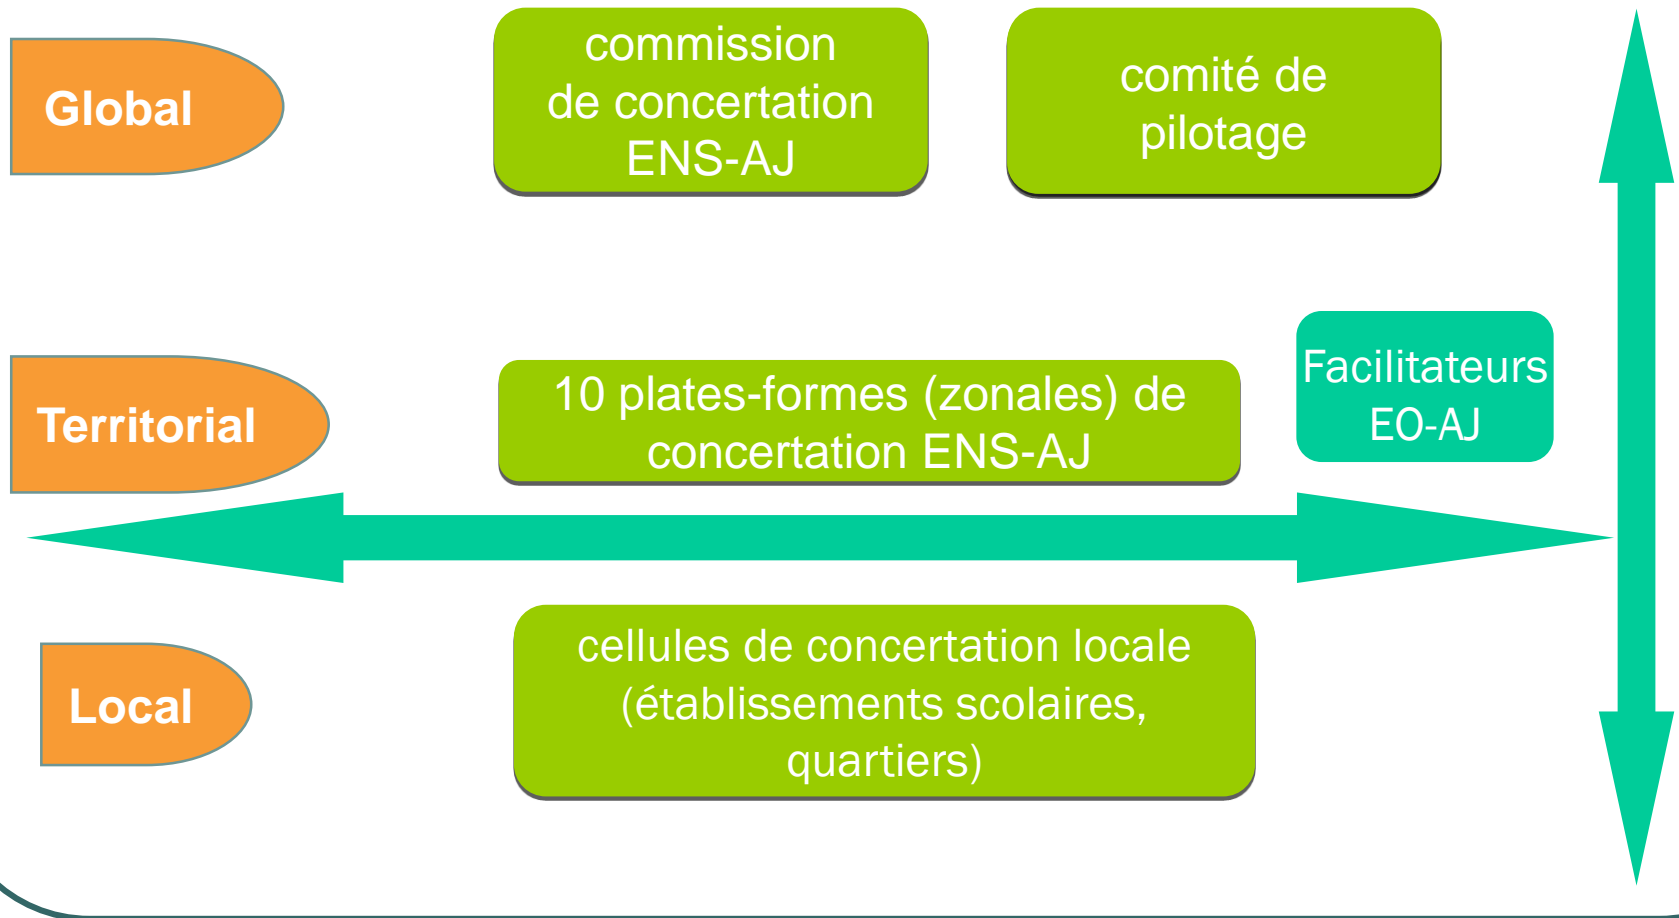 Global
commission
de concertation
ENS-AJ
comité de
pilotage
Territorial
10 plates-formes (zonales) de
concertation ENS-AJ
Facilitateurs
EO-AJ
Local
cellules de concertation locale
(établissements scolaires,
quartiers)